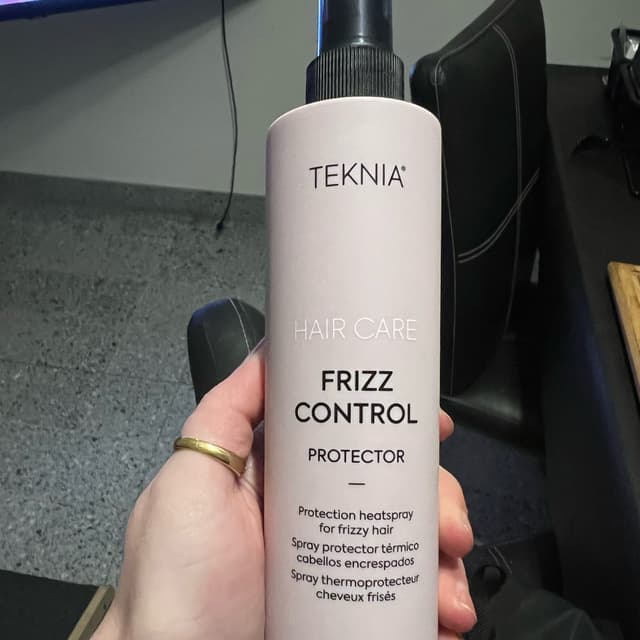 TEKNIA®
HAIR CARE
FRIZZ
CONTROL
PROTECTOR
Protection heatspray
for frizzy hair
Spray protector térmico
cabellos encrespados
Spray thermoprotecteur
cheveux frisés